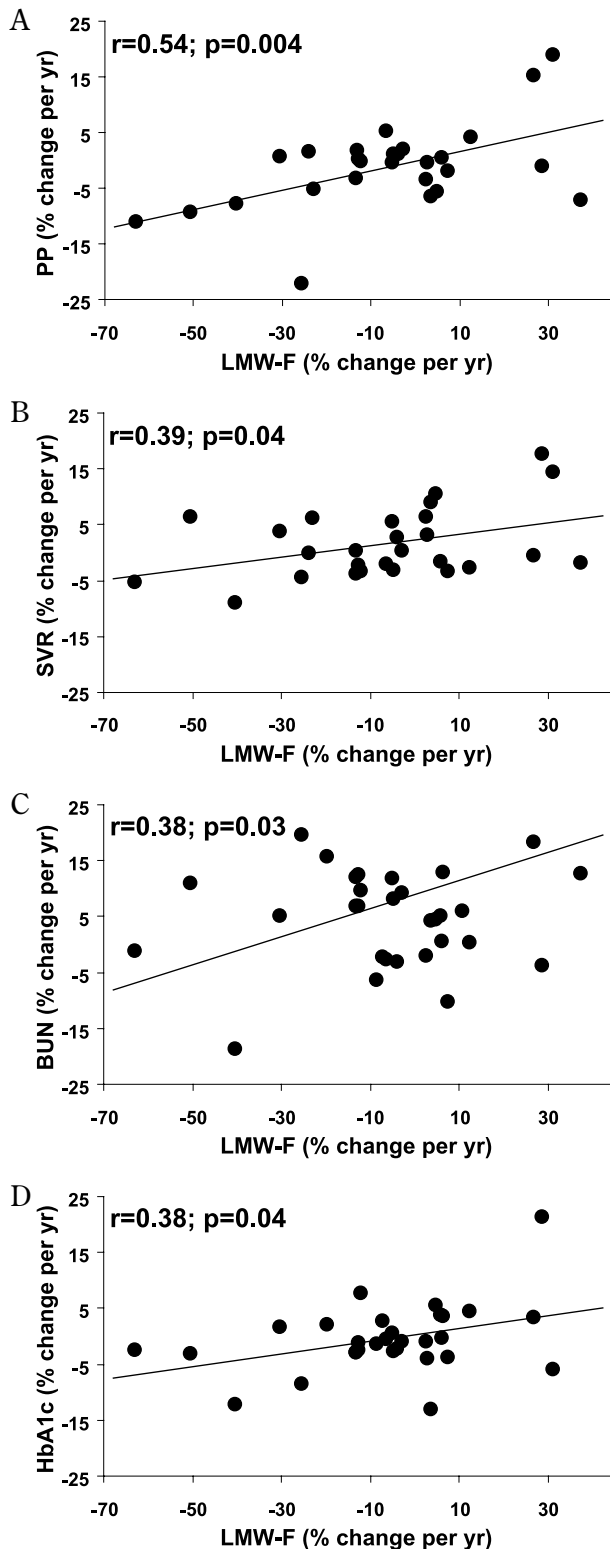 A
r=0.54; p=0.004
25
15
5
-5
-15
-25
PP (% change per yr)
-70 -50 -30 -10 10 30
LMW-F (% change per yr)
B
r=0.39; p=0.04
25
15
5
-5
-15
-25
SVR (% change per yr)
-70 -50 -30 -10 10 30
LMW-F (% change per yr)
C
r=0.38; p=0.03
25
15
5
-5
-15
-25
BUN (% change per yr)
-70 -50 -30 -10 10 30
LMW-F (% change per yr)
D
r=0.38; p=0.04
25
15
5
-5
-15
-25
HbA1c (% change per yr)
-70 -50 -30 -10 10 30
LMW-F (% change per yr)